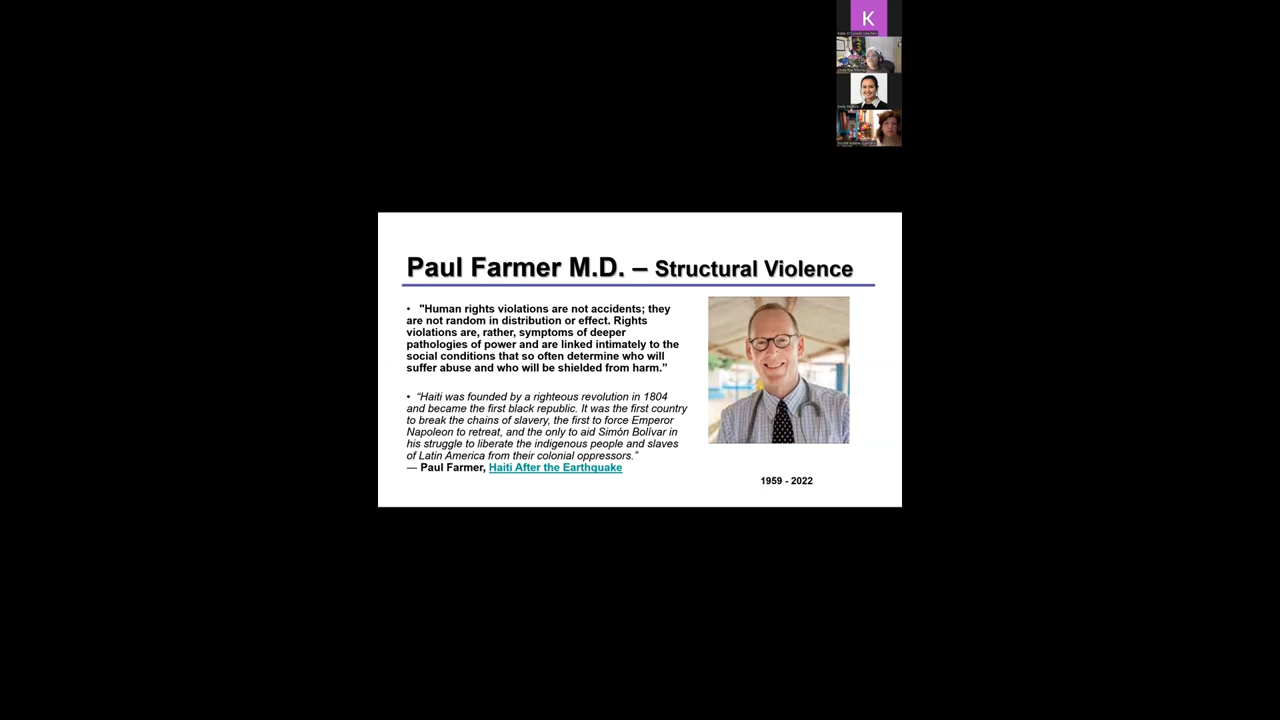 K
Paul Farmer M.D. – Structural Violence
• "Human rights violations are not accidents; they
are not random in distribution or effect. Rights
violations are, rather, symptoms of deeper
pathologies of power and are linked intimately to the
social conditions that so often determine who will
suffer abuse and who will be shielded from harm.”
• “Haiti was founded by a righteous revolution in 1804
and became the first black republic. It was the first country
to break the chains of slavery, the first to force Emperor
Napoleon to retreat, and the only to aid Simón Bolívar in
his struggle to liberate the indigenous people and slaves
of Latin America from their colonial oppressors.”
— Paul Farmer, Haiti After the Earthquake
1959 - 2022